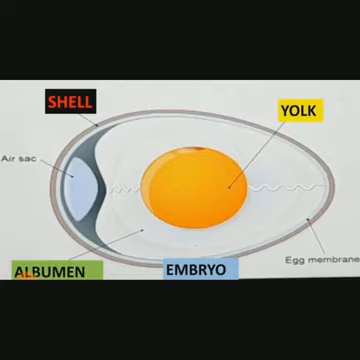 SHELL
YOLK
Air sac
Egg membrane
ALBUMEN
EMBRYO